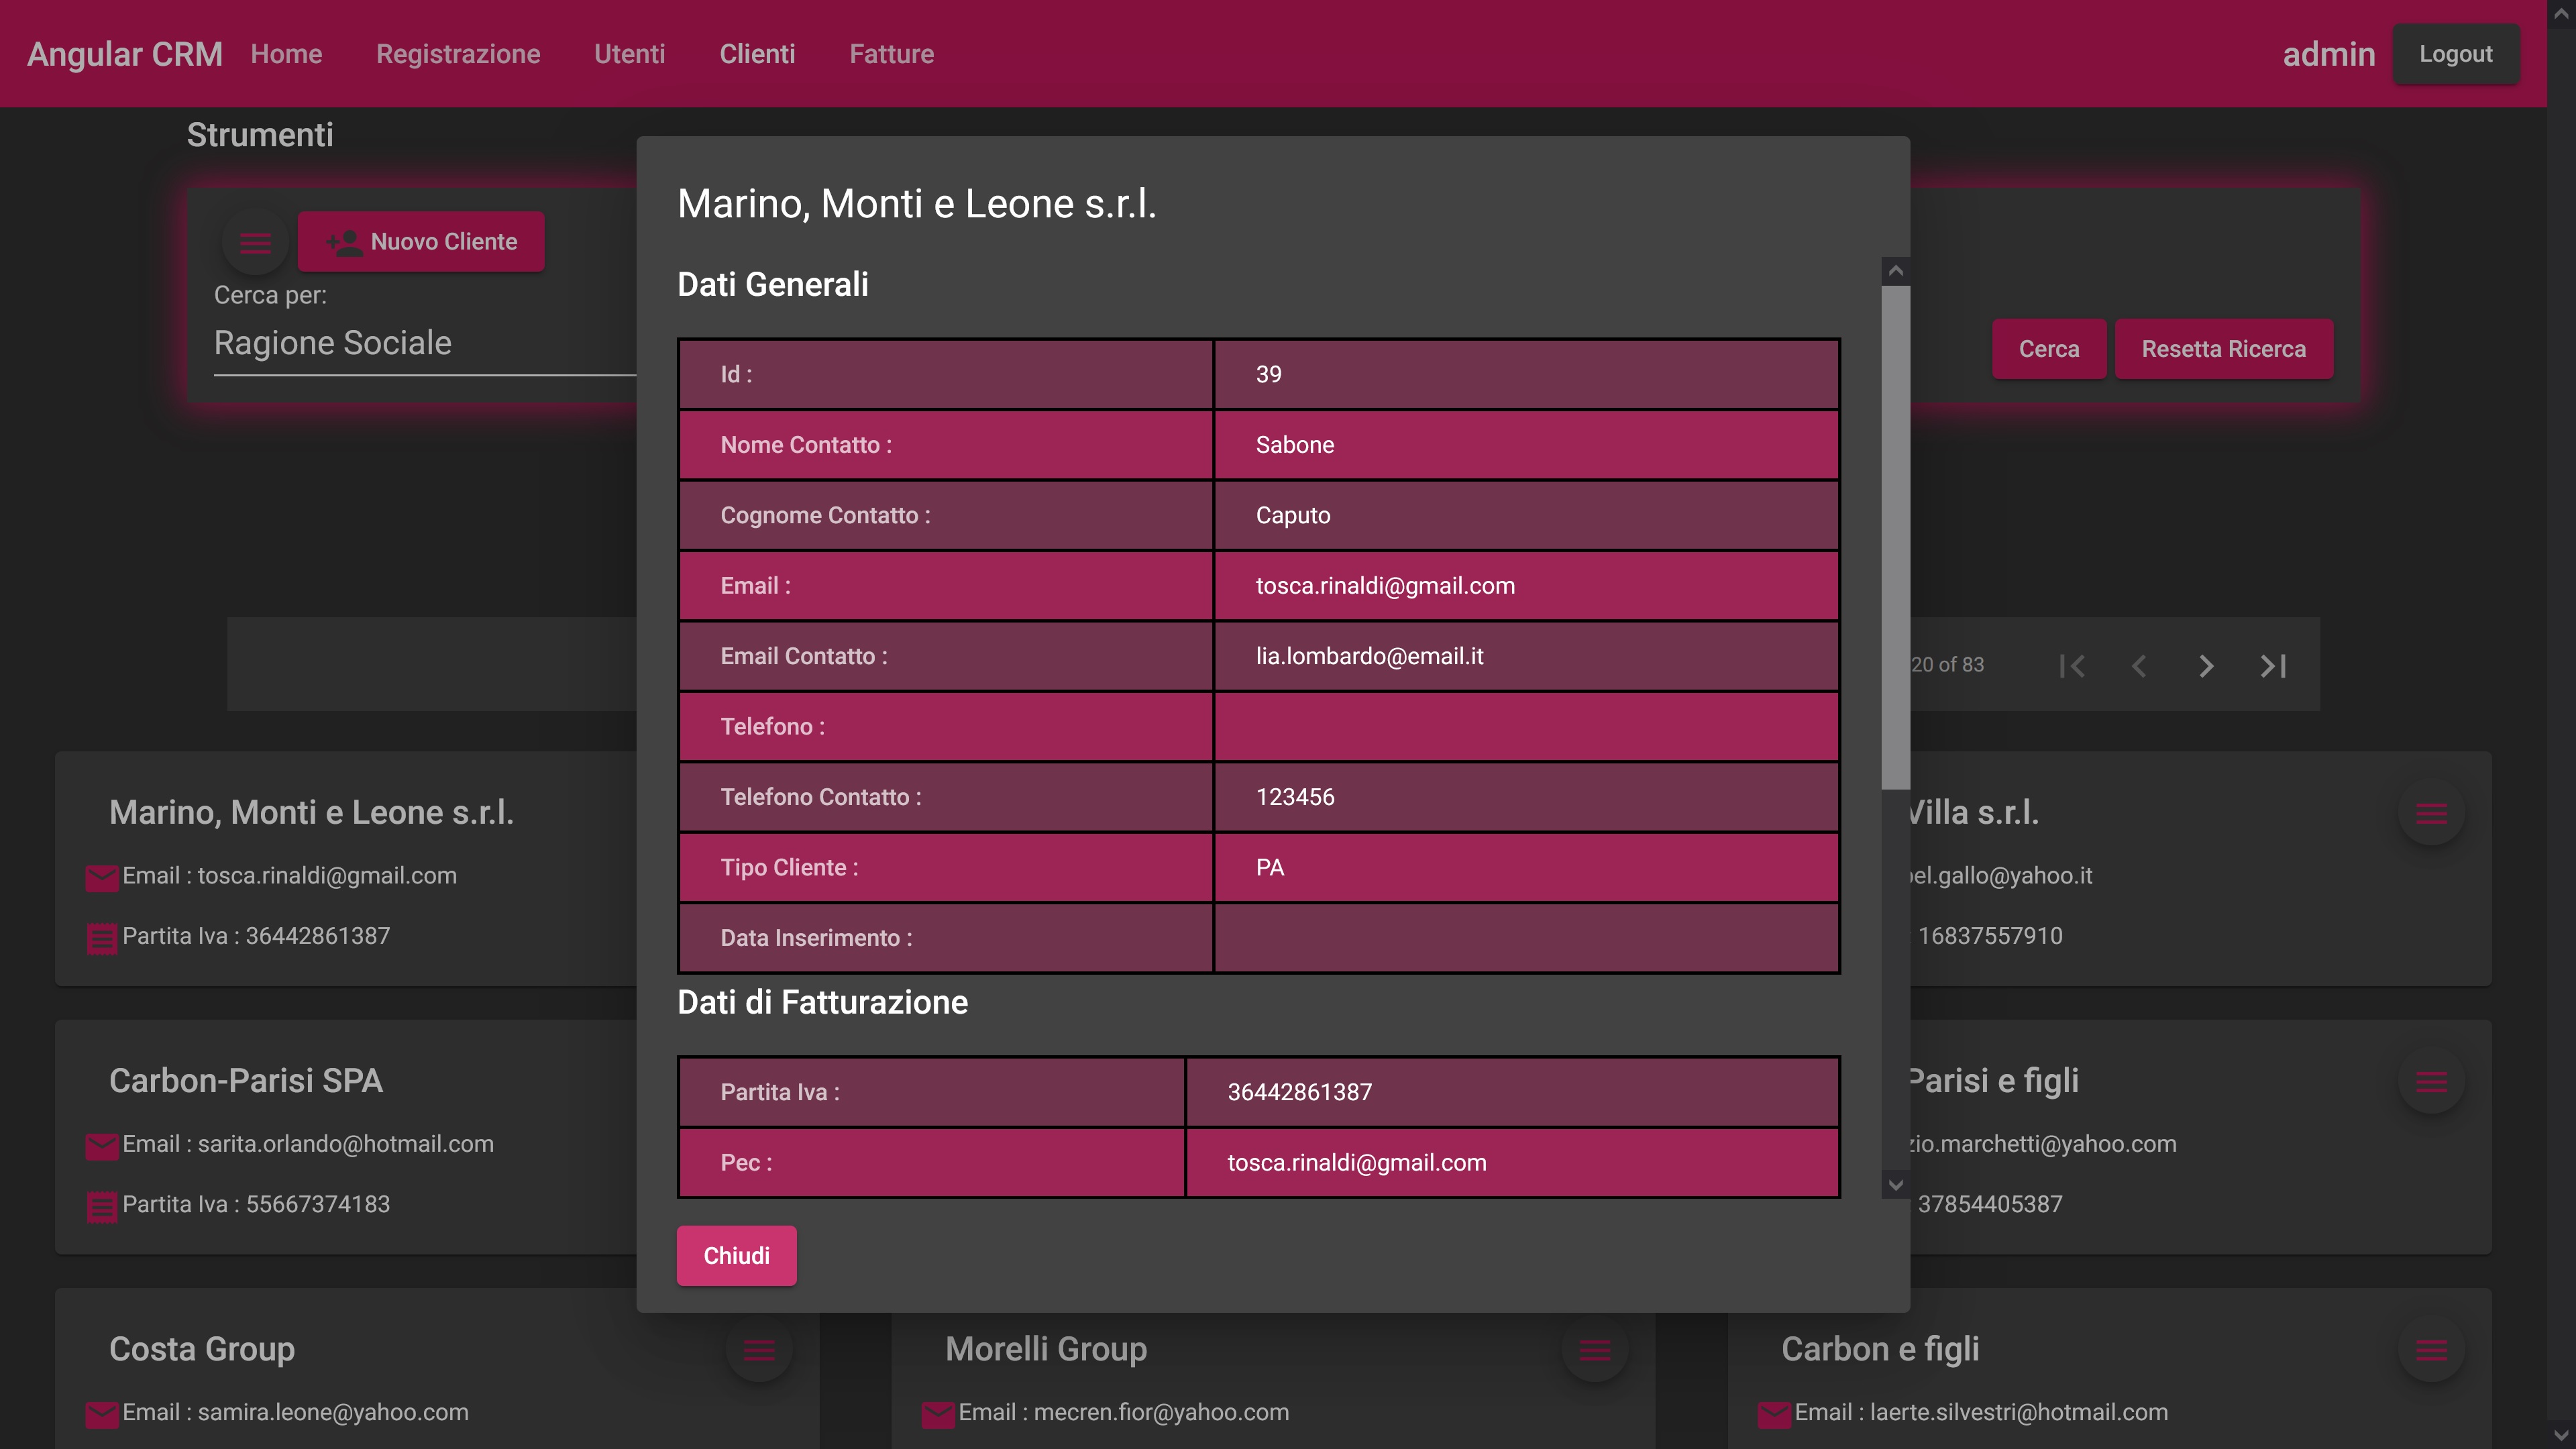 Angular CRM Home Registrazione Utenti Clienti Fatture admin Logout
Strumenti
Nuovo Cliente
Cerca per:
Ragione Sociale
Cerca Resetta Ricerca
20 of 83
Marino, Monti e Leone s.r.l.
Dati Generali
Id : 39
Nome Contatto : Sabone
Cognome Contatto : Caputo
Email : tosca.rinaldi@gmail.com
Email Contatto : lia.lombardo@email.it
Telefono :
Telefono Contatto : 123456
Tipo Cliente : PA
Data Inserimento :
Dati di Fatturazione
Partita Iva : 36442861387
Pec : tosca.rinaldi@gmail.com
Chiudi
Marino, Monti e Leone s.r.l.
Email : tosca.rinaldi@gmail.com
Partita Iva : 36442861387
Villa s.r.l.
el.gallo@yahoo.it
: 16837557910
Carbon-Parisi SPA
Email : sarita.orlando@hotmail.com
Partita Iva : 55667374183
Parisi e figli
zio.marchetti@yahoo.com
37854405387
Costa Group
Email : samira.leone@yahoo.com
Morelli Group
Email : mecren.fior@yahoo.com
Carbon e figli
Email : laerte.silvestri@hotmail.com